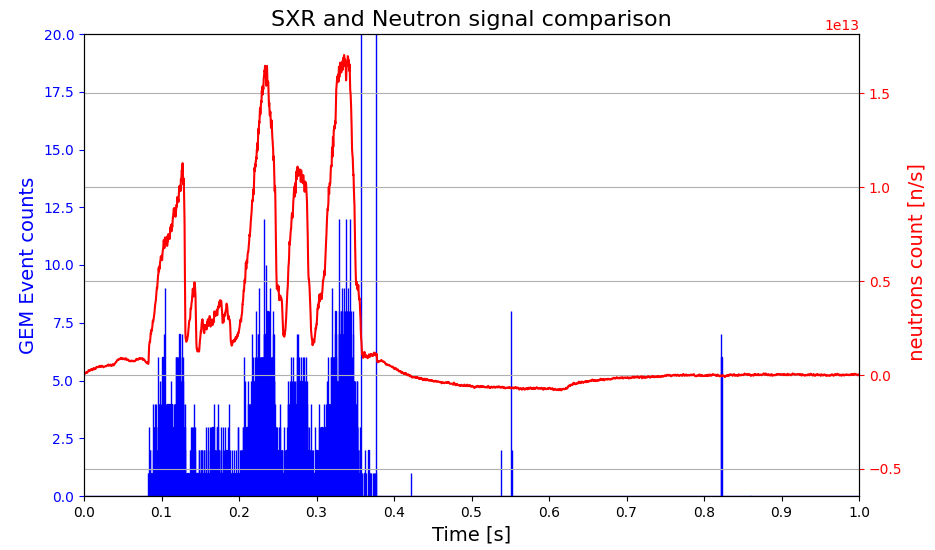 SXR and Neutron signal comparison
1e13
20.0
17.5
15.0
12.5
10.0
7.5
5.0
2.5
0.0
GEM Event counts
1.5
1.0
0.5
0.0
−0.5
neutrons count [n/s]
0.0 0.1 0.2 0.3 0.4 0.5 0.6 0.7 0.8 0.9 1.0
Time [s]